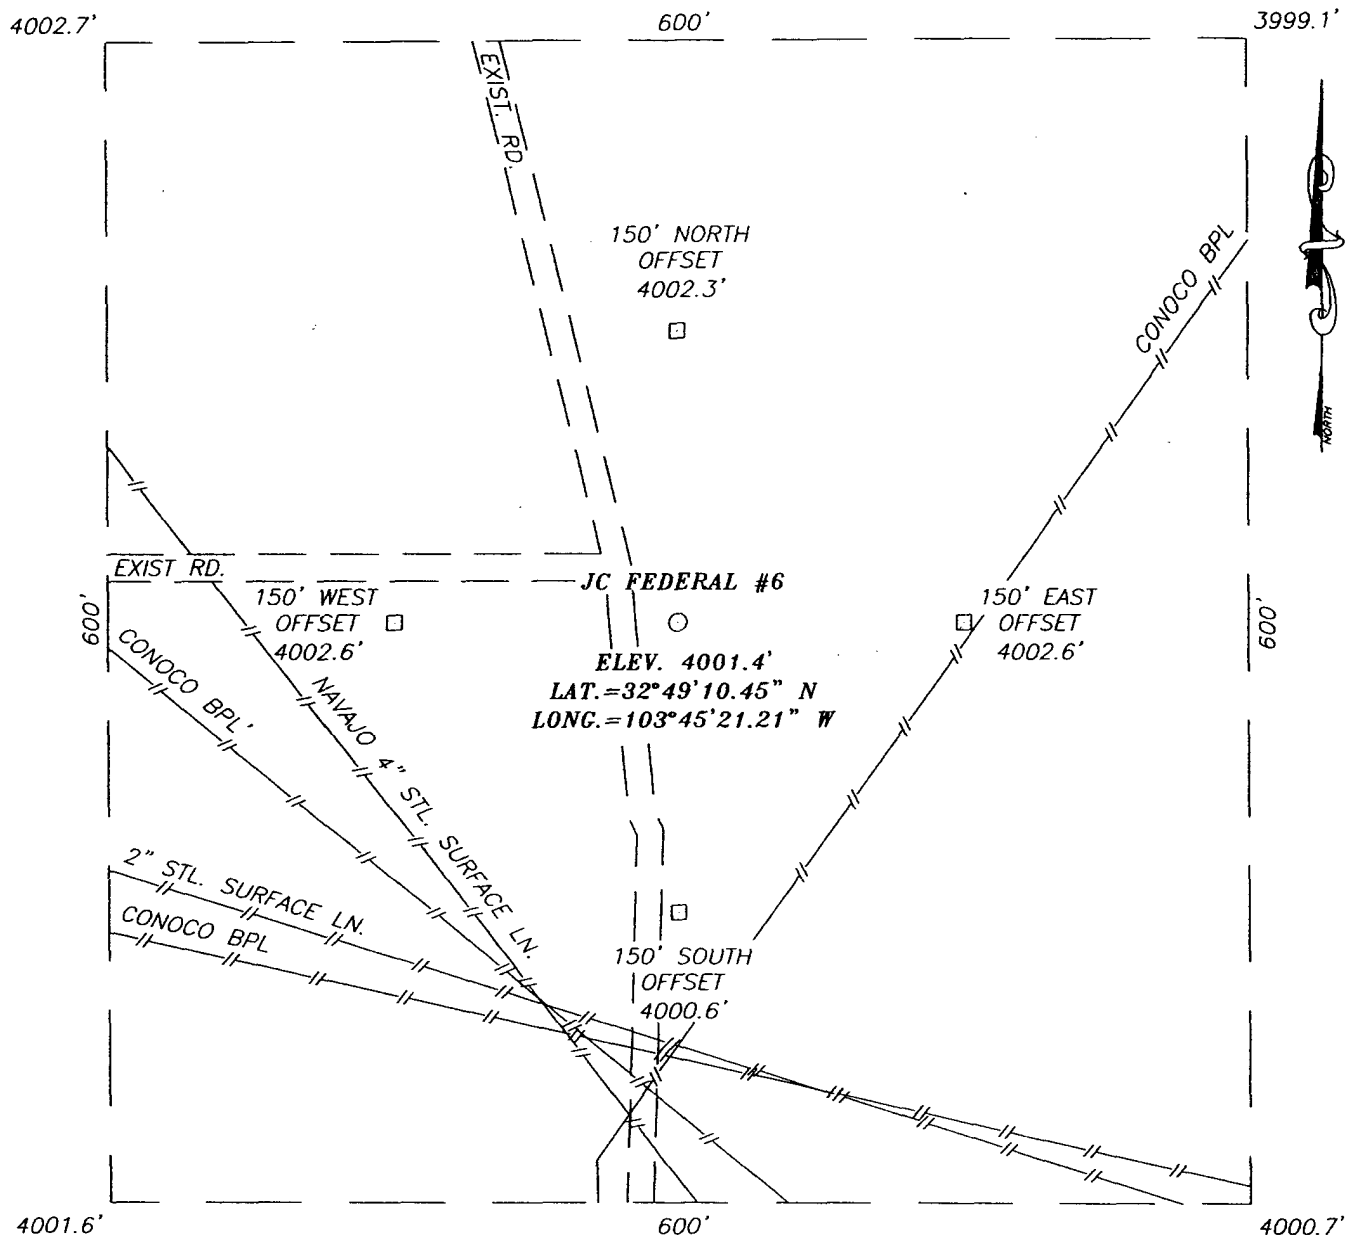 4002.7'
600'
3999.1'
EXIST. RD.
150' NORTH
OFFSET
4002.3'
CONOCO BPL
NORTH
EXIST RD.
JC FEDERAL #6
150' WEST
OFFSET
4002.6'
150' EAST
OFFSET
4002.6'
600'
600'
ELEV. 4001.4'
LAT.=32°49'10.45" N
LONG.=103°45'21.21" W
CONOCO BPL'
NAVAJO 4" STL. SURFACE LN.
2" STL. SURFACE LN.
CONOCO BPL
150' SOUTH
OFFSET
4000.6'
4001.6'
600'
4000.7'